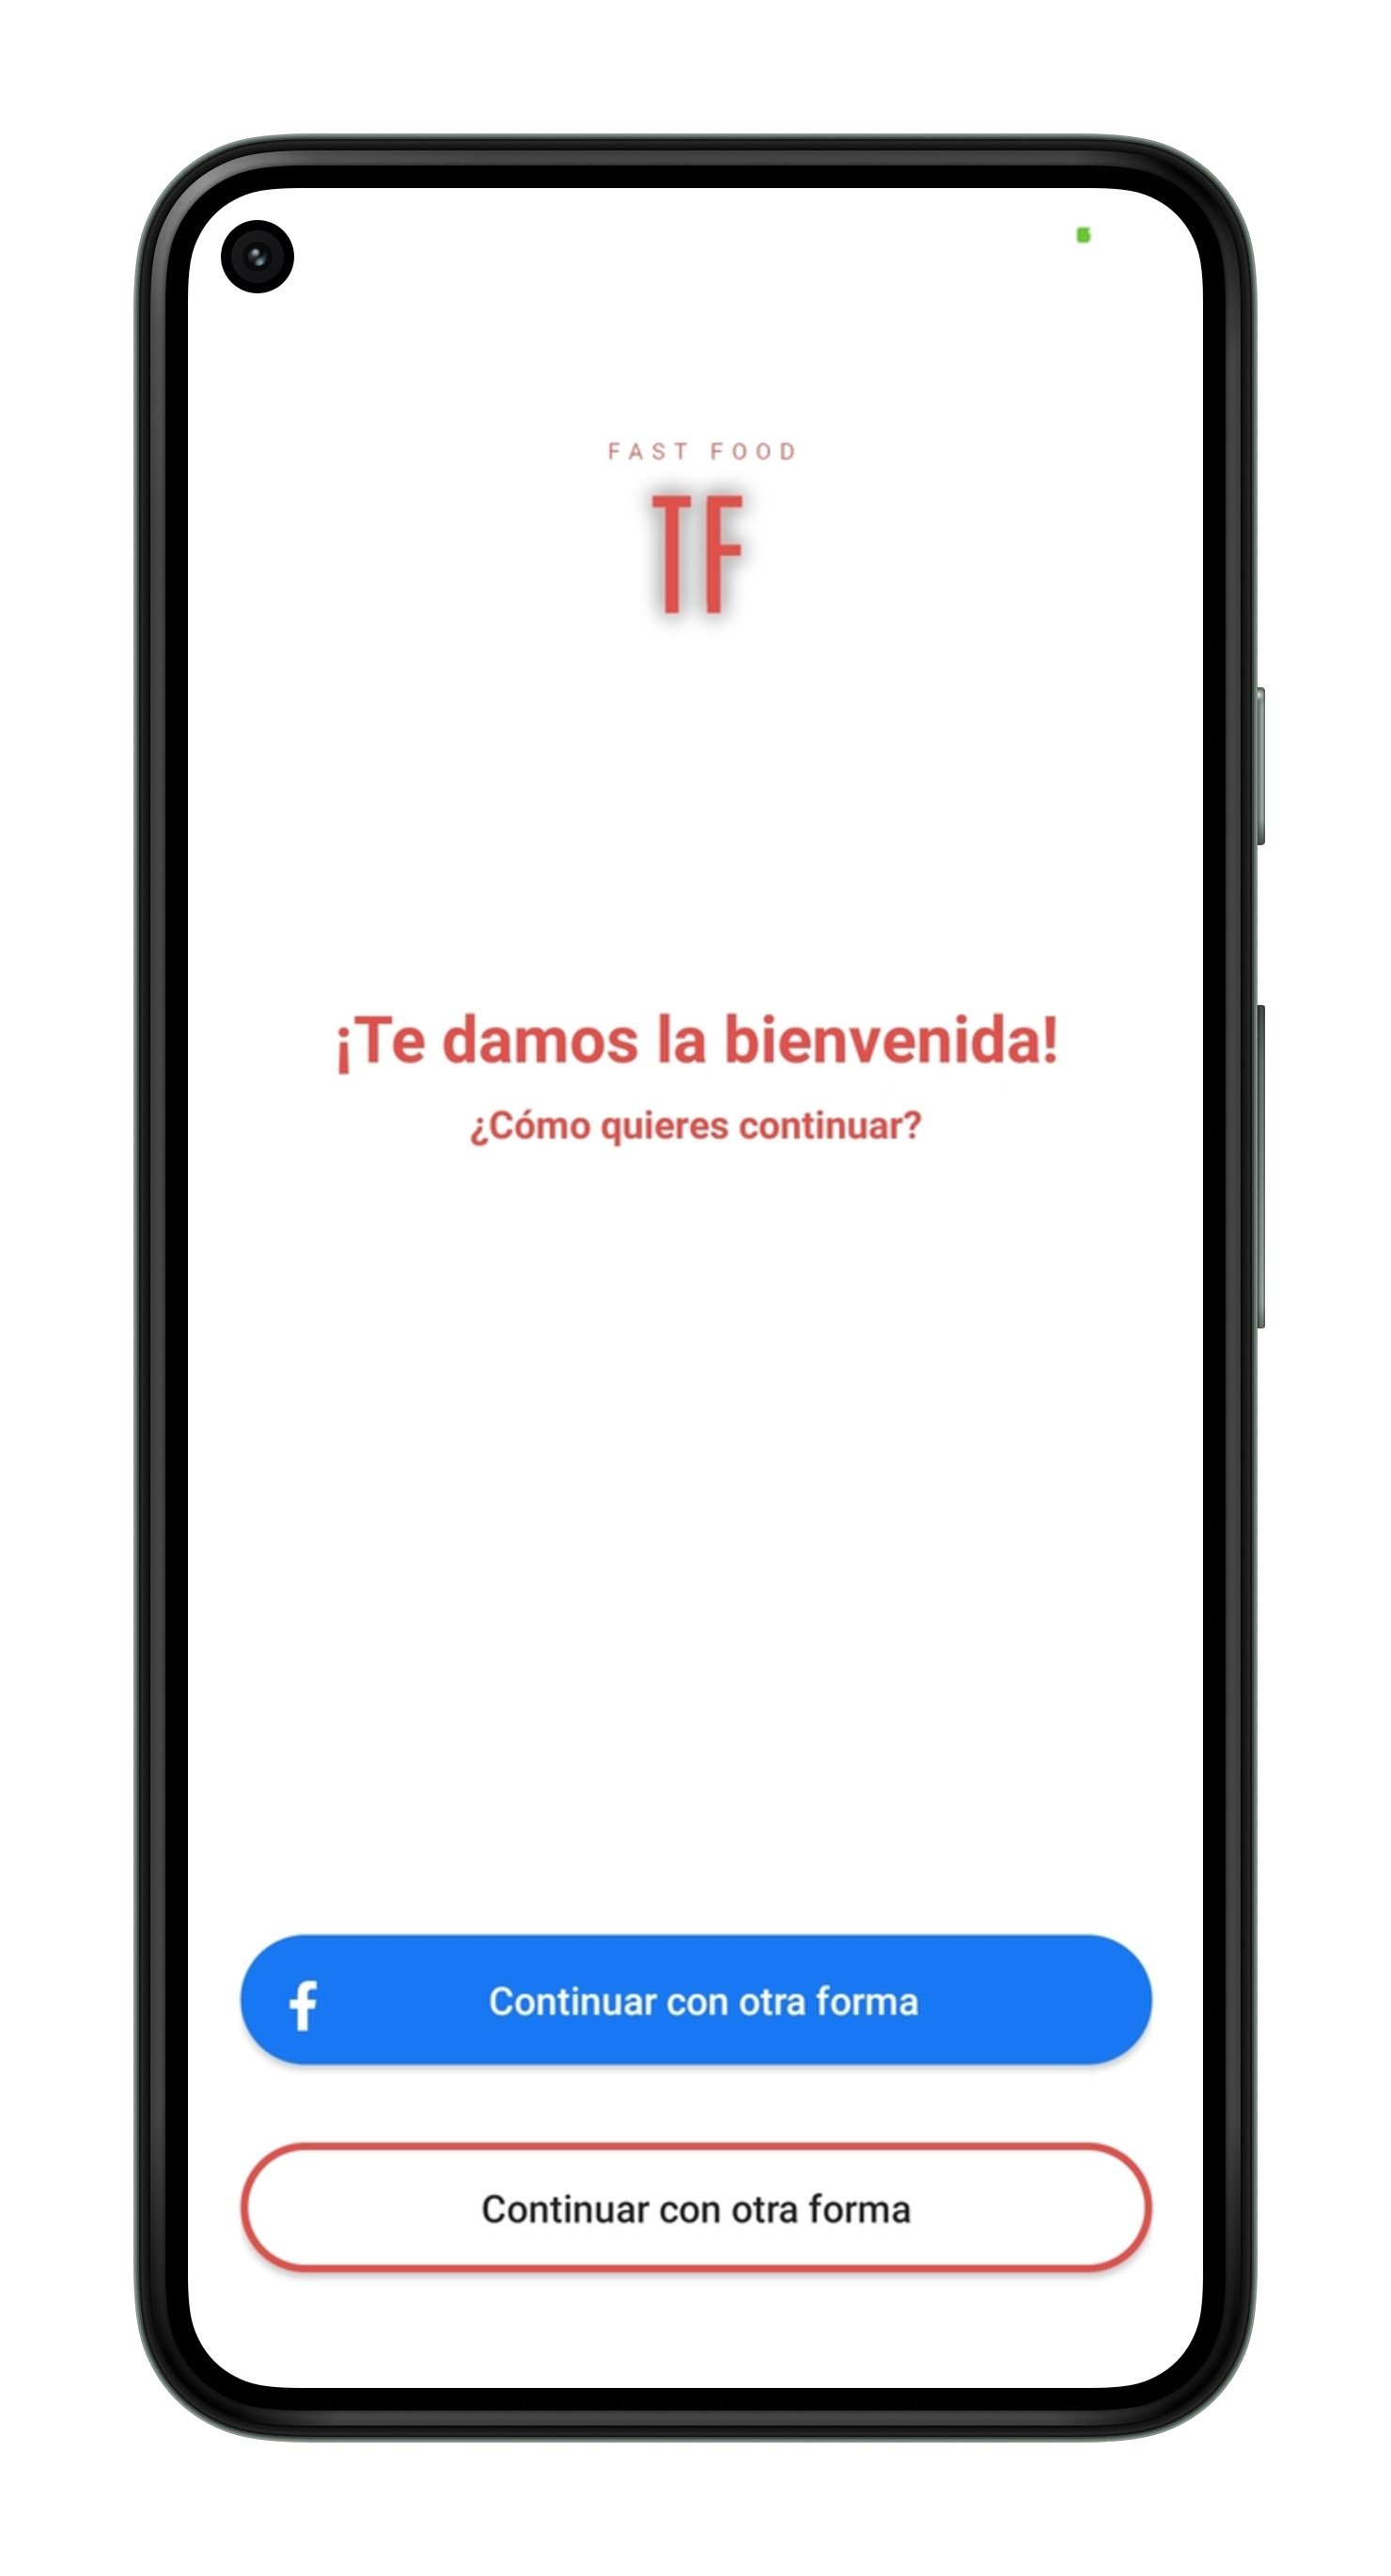 FAST FOOD
TF
¡Te damos la bienvenida!
¿Cómo quieres continuar?
f Continuar con otra forma
Continuar con otra forma